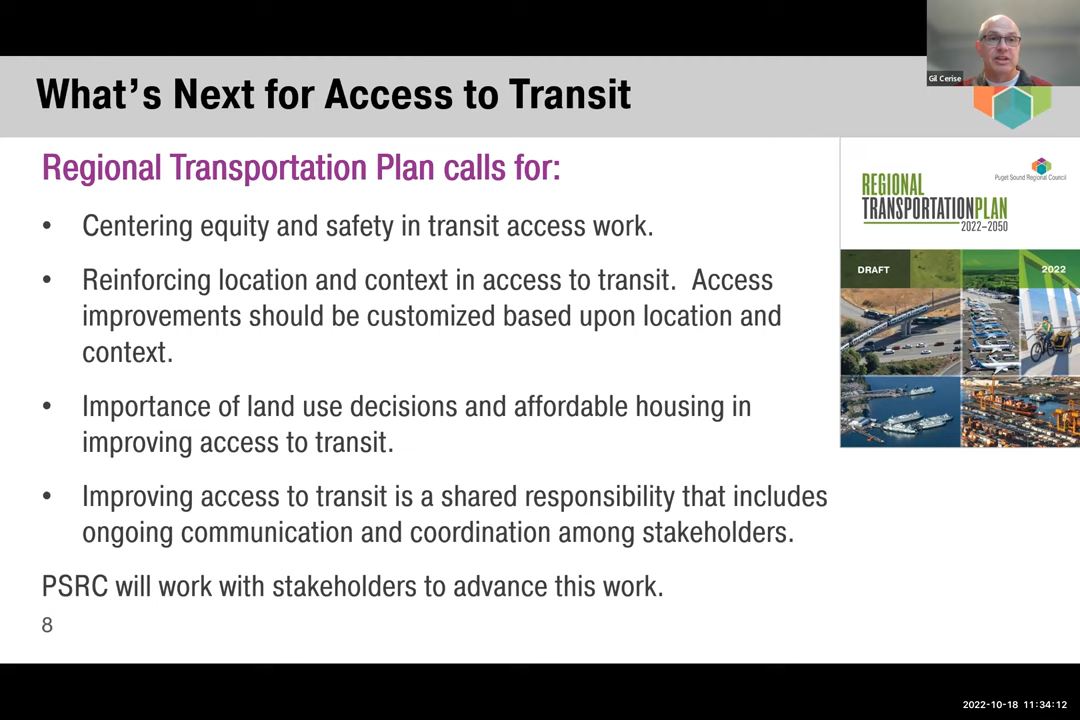 Gil Cerise
What's Next for Access to Transit
Regional Transportation Plan calls for:
• Centering equity and safety in transit access work.
• Reinforcing location and context in access to transit. Access
improvements should be customized based upon location and
context.
• Importance of land use decisions and affordable housing in
improving access to transit.
• Improving access to transit is a shared responsibility that includes
ongoing communication and coordination among stakeholders.
PSRC will work with stakeholders to advance this work.
8
Puget Sound Regional Council
REGIONAL
TRANSPORTATIONPLAN
2022–2050
DRAFT
2022
2022-10-18 11:34:12